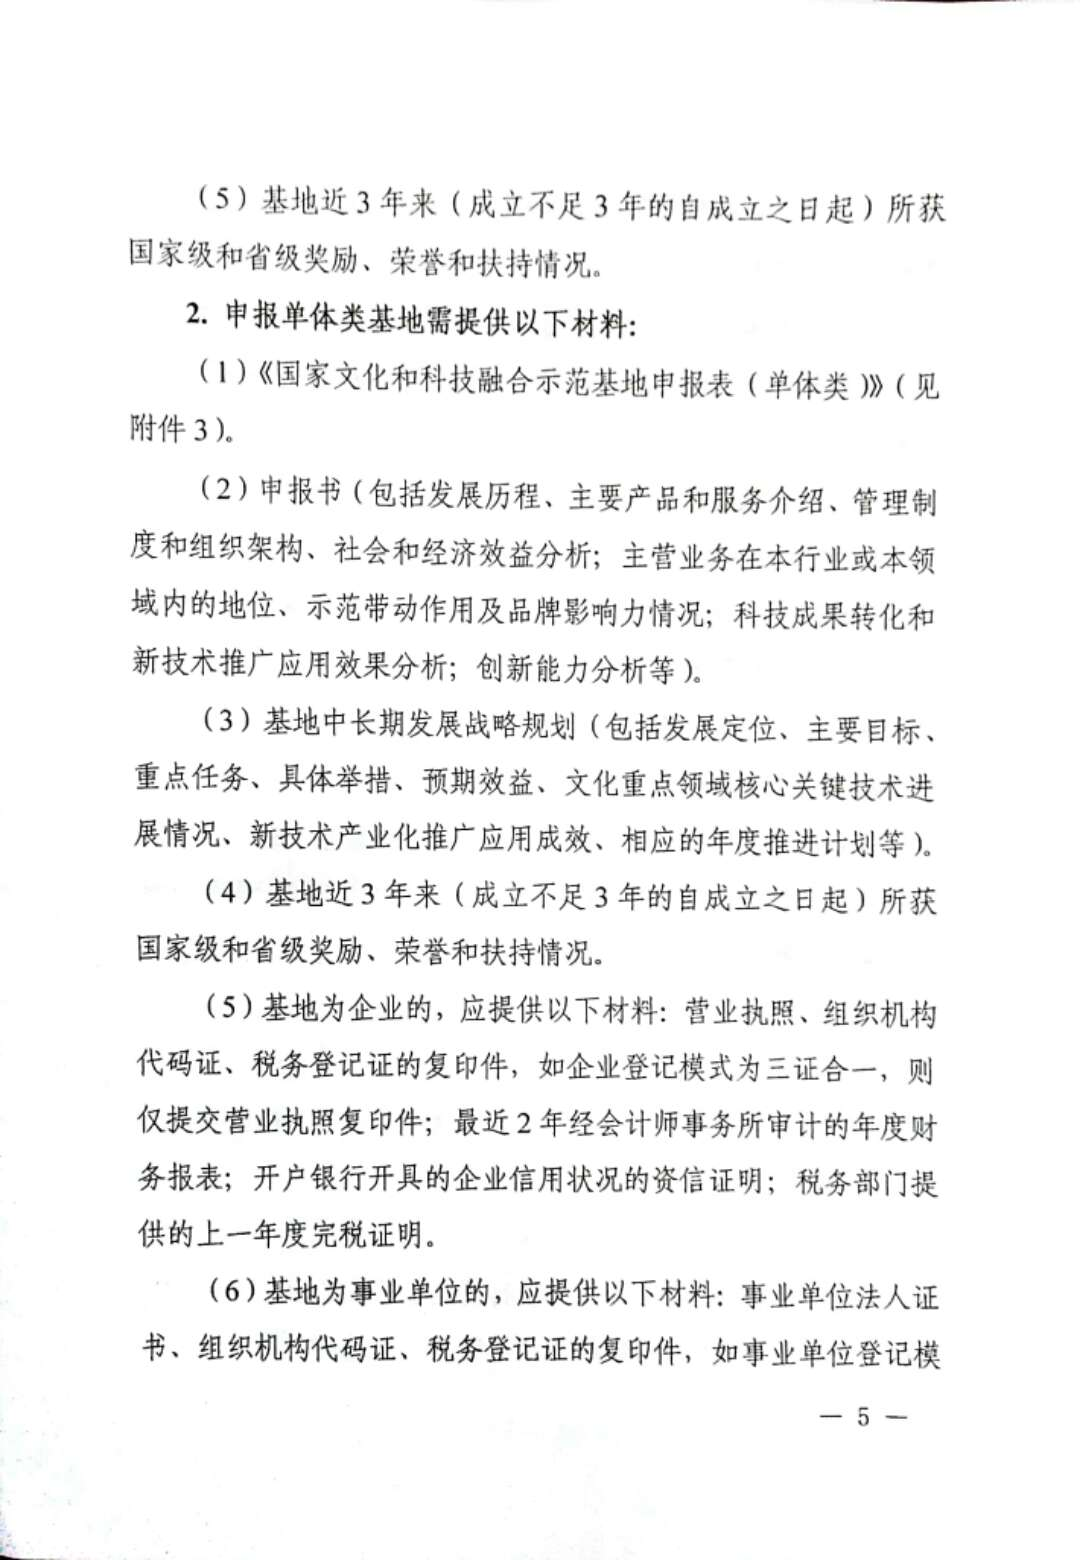 （5）基地近3年来（成立不足3年的自成立之日起）所获
国家级和省级奖励、荣誉和扶持情况。
2. 申报单体类基地需提供以下材料：
（1）《国家文化和科技融合示范基地申报表（单体类）》（见
附件3）。
（2）申报书（包括发展历程、主要产品和服务介绍、管理制
度和组织架构、社会和经济效益分析；主营业务在本行业或本领
域内的地位、示范带动作用及品牌影响力情况；科技成果转化和
新技术推广应用效果分析；创新能力分析等）。
（3）基地中长期发展战略规划（包括发展定位、主要目标、
重点任务、具体举措、预期效益、文化重点领域核心关键技术进
展情况、新技术产业化推广应用成效、相应的年度推进计划等）。
（4）基地近3年来（成立不足3年的自成立之日起）所获
国家级和省级奖励、荣誉和扶持情况。
（5）基地为企业的，应提供以下材料：营业执照、组织机构
代码证、税务登记证的复印件，如企业登记模式为三证合一，则
仅提交营业执照复印件；最近2年经会计师事务所审计的年度财
务报表；开户银行开具的企业信用状况的资信证明；税务部门提
供的上一年度完税证明。
（6）基地为事业单位的，应提供以下材料：事业单位法人证
书、组织机构代码证、税务登记证的复印件，如事业单位登记模
— 5 —